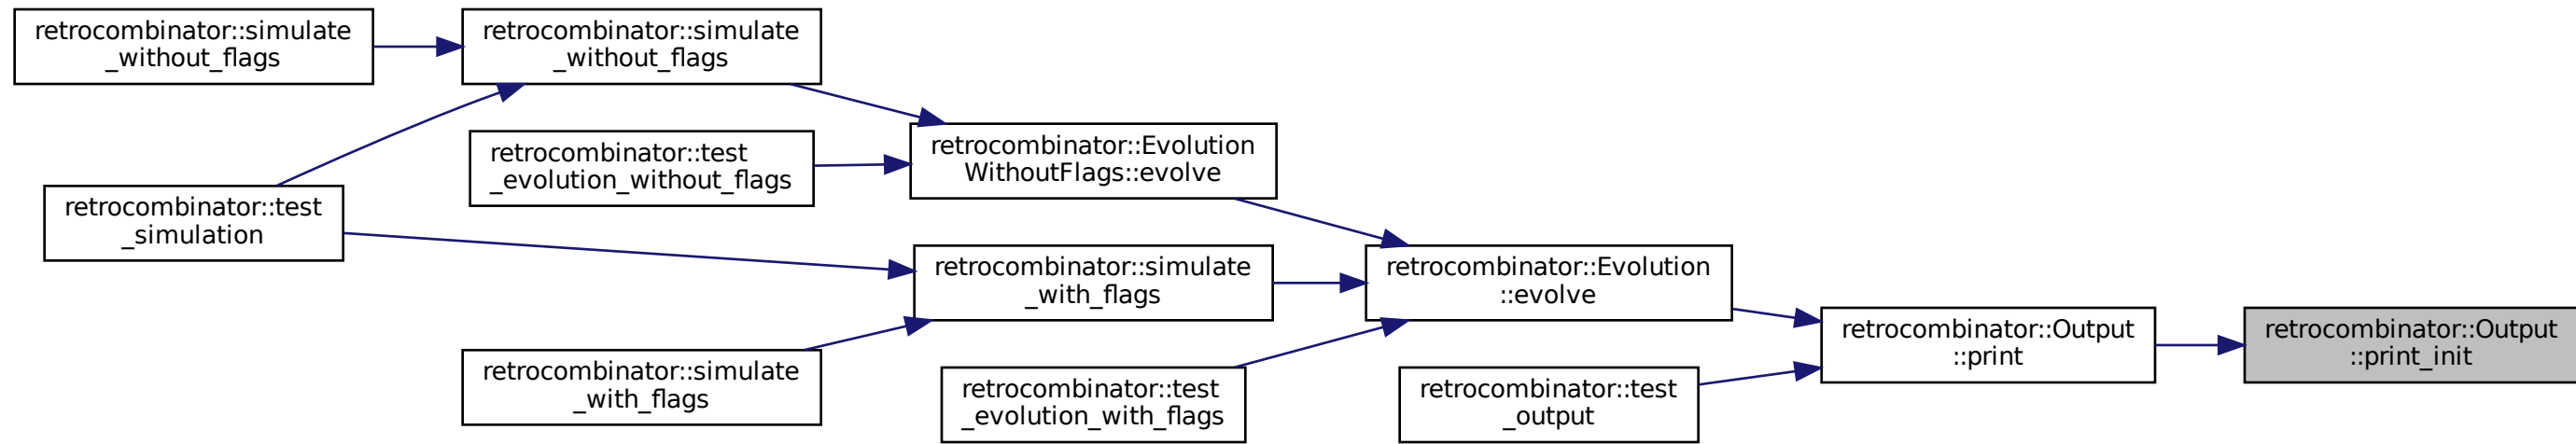 retrocombinator::simulate
_without_flags
retrocombinator::simulate
_without_flags
retrocombinator::test
_evolution_without_flags
retrocombinator::Evolution
WithoutFlags::evolve
retrocombinator::test
_simulation
retrocombinator::simulate
_with_flags
retrocombinator::Evolution
::evolve
retrocombinator::Output
::print
retrocombinator::Output
::print_init
retrocombinator::simulate
_with_flags
retrocombinator::test
_evolution_with_flags
retrocombinator::test
_output